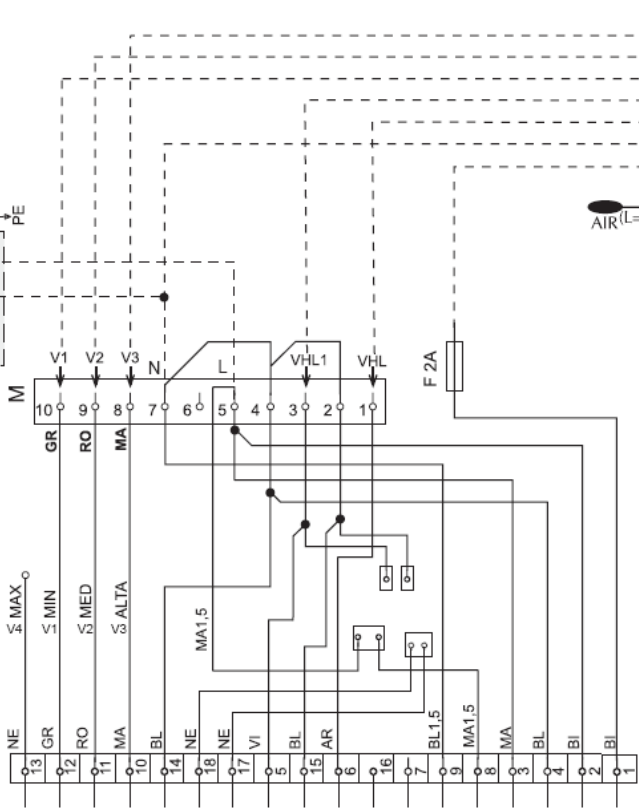 PE
AIR (L=
F 2A
V1 V2 V3 N L VHL1 VHL
M
10 9 8 7 6 5 4 3 2 1
GR RO MA
V4 MAX
V1 MIN
V2 MED
V3 ALTA
MA1,5
NE GR RO MA BL NE NE VI BL AR BL1,5 MA1,5 MA BL BI BI
13 12 11 10 14 18 17 5 15 6 16 7 9 8 3 4 2 1